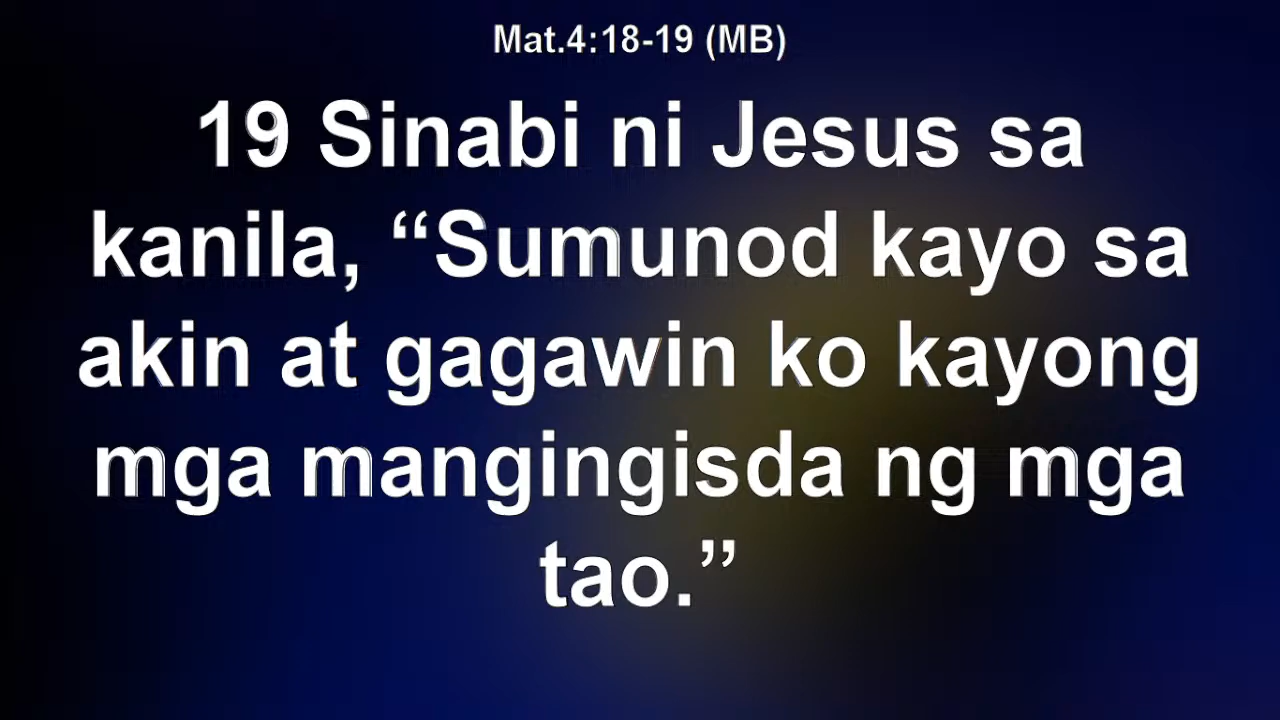 Mat.4:18-19 (MB)
19 Sinabi ni Jesus sa
kanila, “Sumunod kayo sa
akin at gagawin ko kayong
mga mangingisda ng mga
tao.”